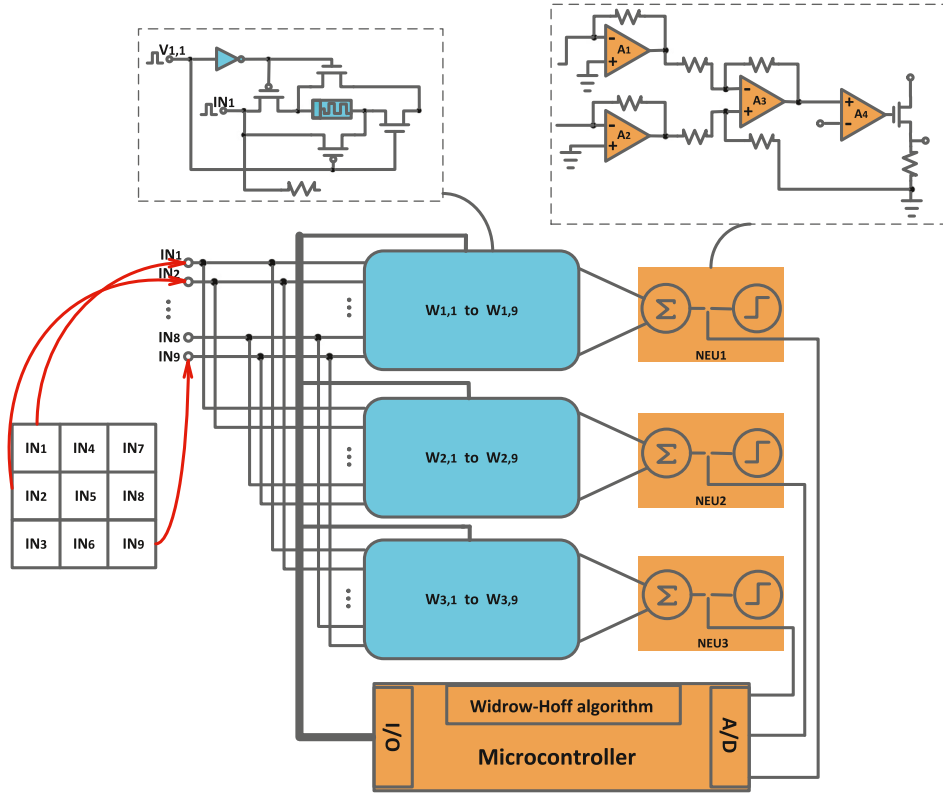 V1,1
IN1
A1
A2
A3
A4
- + - + - + + -
IN1
IN2
IN8
IN9
W1,1 to W1,9
Σ
NEU1
W2,1 to W2,9
Σ
NEU2
W3,1 to W3,9
Σ
NEU3
IN1 IN4 IN7
IN2 IN5 IN8
IN3 IN6 IN9
I/O
Widrow-Hoff algorithm
Microcontroller
A/D